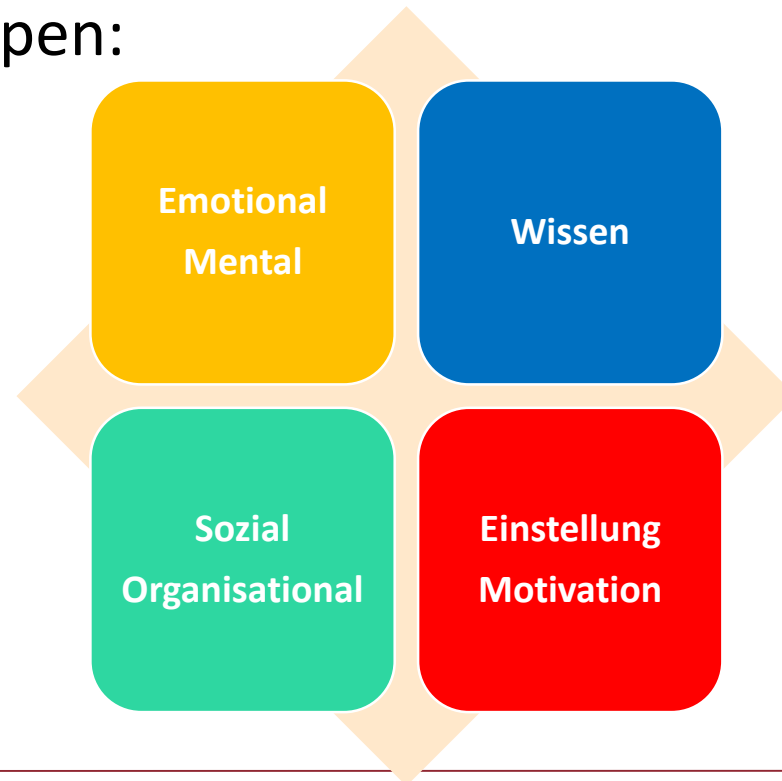 pen:
Emotional
Mental
Wissen
Sozial
Organisational
Einstellung
Motivation